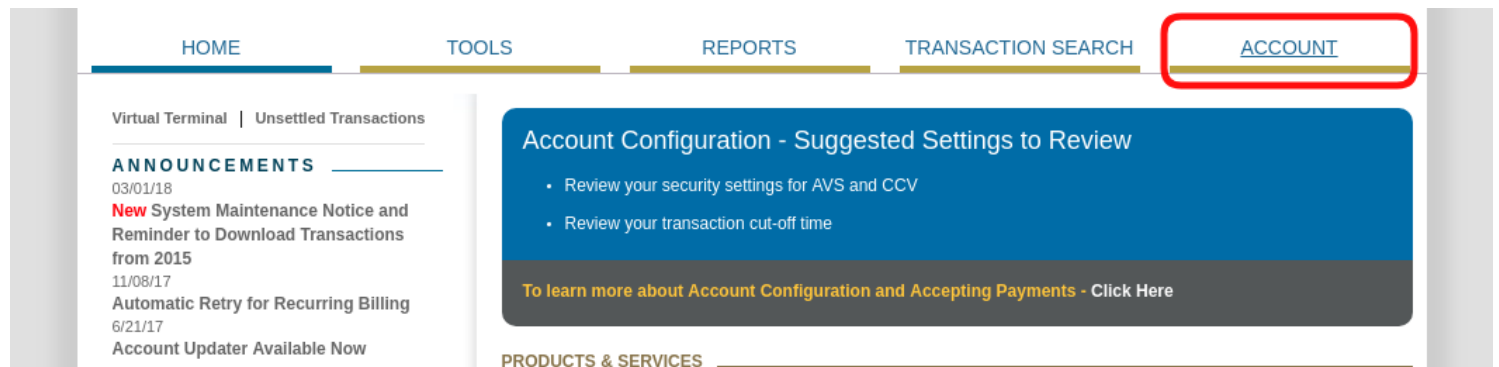 HOME TOOLS REPORTS TRANSACTION SEARCH ACCOUNT
Virtual Terminal | Unsettled Transactions
ANNOUNCEMENTS
03/01/18
New System Maintenance Notice and
Reminder to Download Transactions
from 2015
11/08/17
Automatic Retry for Recurring Billing
6/21/17
Account Updater Available Now
Account Configuration - Suggested Settings to Review
• Review your security settings for AVS and CCV
• Review your transaction cut-off time
To learn more about Account Configuration and Accepting Payments - Click Here
PRODUCTS & SERVICES